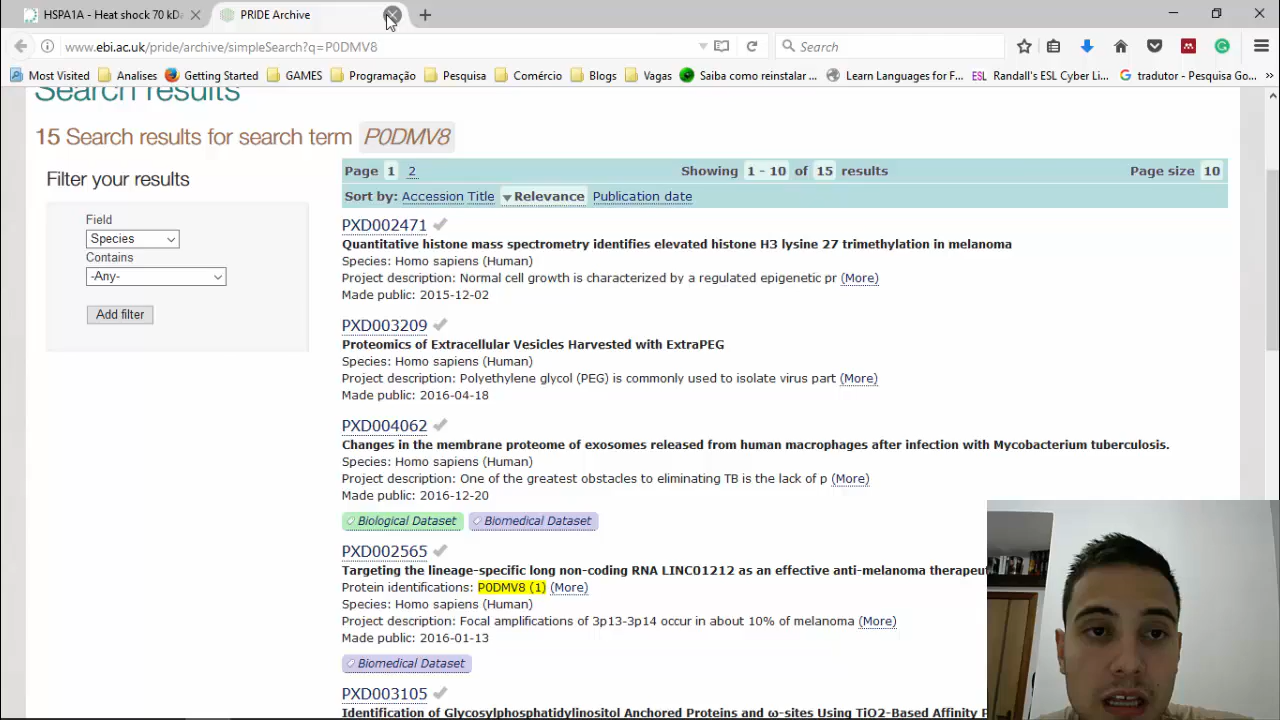 HSPA1A - Heat shock 70 kDa
PRIDE Archive
www.ebi.ac.uk/pride/archive/simpleSearch?q=P0DMV8
Search
Most Visited
Analises
Getting Started
GAMES
Programação
Pesquisa
Comércio
Blogs
Vagas
Saiba como reinstalar ...
Learn Languages for F...
ESL Randall's ESL Cyber Li...
tradutor - Pesquisa Go...
Search results
15 Search results for search term P0DMV8
Filter your results
Field
Species
Contains
-Any-
Add filter
Page 1 2 Showing 1 - 10 of 15 results Page size 10
Sort by: Accession Title Relevance Publication date
PXD002471
Quantitative histone mass spectrometry identifies elevated histone H3 lysine 27 trimethylation in melanoma
Species: Homo sapiens (Human)
Project description: Normal cell growth is characterized by a regulated epigenetic pr (More)
Made public: 2015-12-02
PXD003209
Proteomics of Extracellular Vesicles Harvested with ExtraPEG
Species: Homo sapiens (Human)
Project description: Polyethylene glycol (PEG) is commonly used to isolate virus part (More)
Made public: 2016-04-18
PXD004062
Changes in the membrane proteome of exosomes released from human macrophages after infection with Mycobacterium tuberculosis.
Species: Homo sapiens (Human)
Project description: One of the greatest obstacles to eliminating TB is the lack of p (More)
Made public: 2016-12-20
Biological Dataset Biomedical Dataset
PXD002565
Targeting the lineage-specific long non-coding RNA LINC01212 as an effective anti-melanoma therapeu
Protein identifications: P0DMV8 (1) (More)
Species: Homo sapiens (Human)
Project description: Focal amplifications of 3p13-3p14 occur in about 10% of melanoma (More)
Made public: 2016-01-13
Biomedical Dataset
PXD003105
Identification of Glycosylphosphatidylinositol Anchored Proteins and ω-sites Using TiO2-Based Affinity P